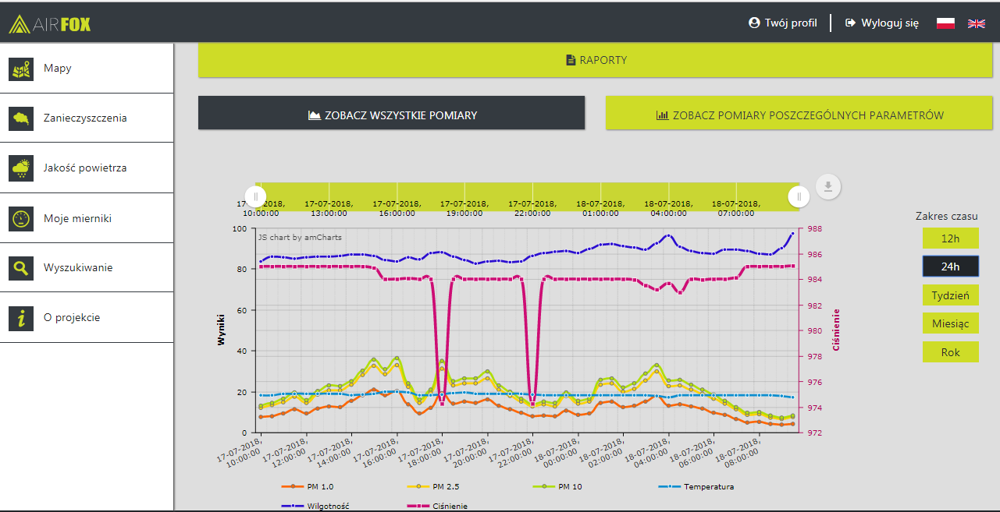 AIRFOX
Twój profil
Wyloguj się
Mapy
Zanieczyszczenia
Jakość powietrza
Moje mierniki
Wyszukiwanie
i O projekcie
RAPORTY
ZOBACZ WSZYSTKIE POMIARY
ZOBACZ POMIARY POSZCZEGÓLNYCH PARAMETRÓW
17-07-2018, 10:00:00
17-07-2018, 13:00:00
17-07-2018, 16:00:00
17-07-2018, 19:00:00
17-07-2018, 22:00:00
18-07-2018, 01:00:00
18-07-2018, 04:00:00
18-07-2018, 07:00:00
JS chart by amCharts
Wyniki
100
80
60
40
20
0
988
986
984
982
980
978
976
974
972
Ciśnienie
17-07-2018, 10:00:00
17-07-2018, 12:00:00
17-07-2018, 14:00:00
17-07-2018, 16:00:00
17-07-2018, 18:00:00
17-07-2018, 20:00:00
17-07-2018, 22:00:00
18-07-2018, 00:00:00
18-07-2018, 02:00:00
18-07-2018, 04:00:00
18-07-2018, 06:00:00
18-07-2018, 08:00:00
PM 1.0
PM 2.5
PM 10
Temperatura
Wilgotność
Ciśnienie
Zakres czasu
12h
24h
Tydzień
Miesiąc
Rok